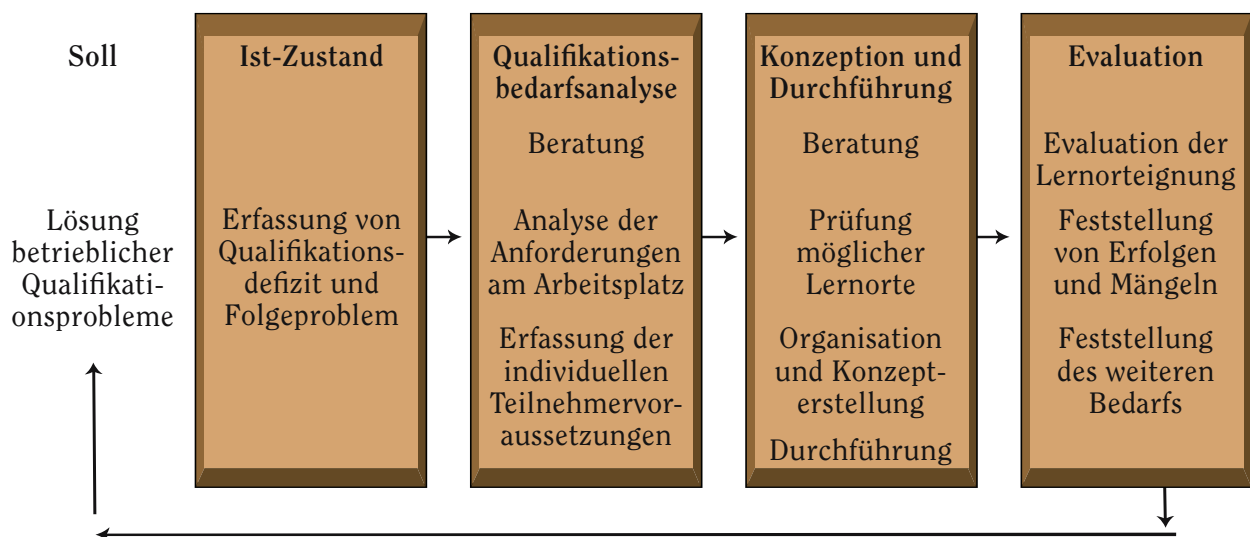 Soll
Lösung
betrieblicher
Qualifikati-
onsprobleme
Ist-Zustand
Erfassung von
Qualifikations-
defizit und
Folgeproblem
Qualifikations-
bedarfsanalyse
Beratung
Analyse der
Anforderungen
am Arbeitsplatz
Erfassung der
individuellen
Teilnehmervor-
aussetzungen
Konzeption und
Durchführung
Beratung
Prüfung
möglicher
Lernorte
Organisation
und Konzept-
erstellung
Durchführung
Evaluation
Evaluation der
Lernorteignung
Feststellung
von Erfolgen
und Mängeln
Feststellung
des weiteren
Bedarfs